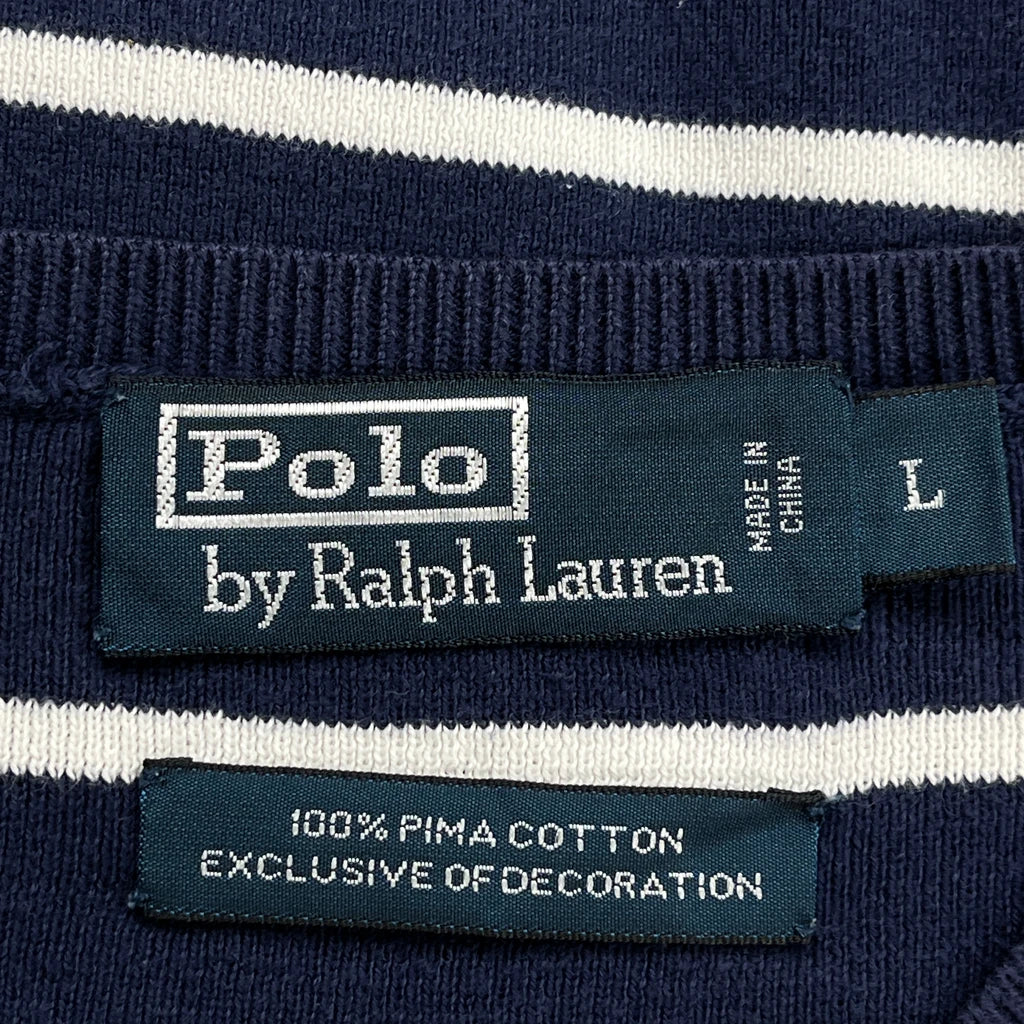 Polo
by Ralph Lauren
MADE IN
CHINA
L
100% PIMA COTTON
EXCLUSIVE OF DECORATION